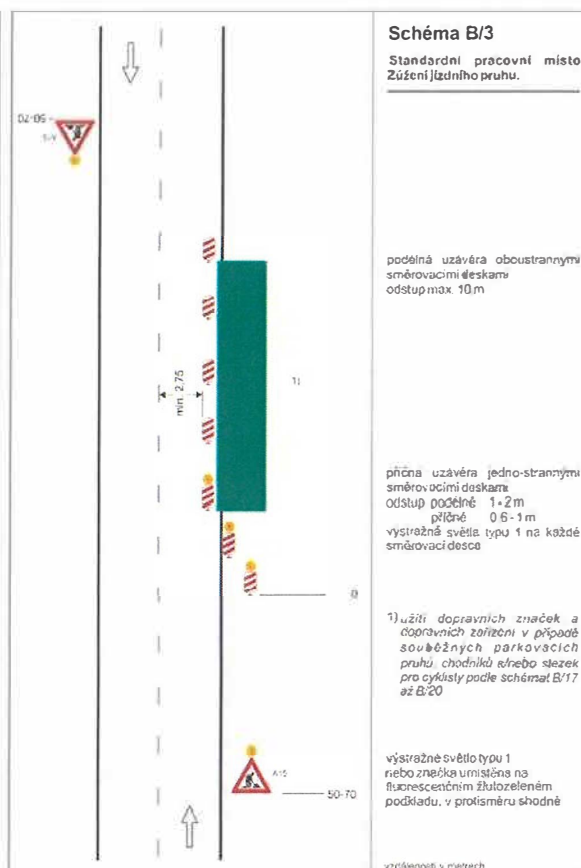 Schéma B/3
Standardní pracovní místo
Zúžení jízdního pruhu.
50-70
podélná uzávěra oboustrannými
směrovacími deskami
odstup max. 10 m
1)
min. 2,75
příčná uzávěra jedno-strannými
směrovacími deskami
odstup podélně 1-2 m
příčně 0,6-1 m
výstražná světla typu 1 na každé
směrovací desce
0
1) užití dopravních značek a
dopravních zařízení v případě
souběžných parkovacích
pruhů, chodníků a/nebo stezek
pro cyklisty podle schémat B/17
až B/20
A15
50-70
výstražné světlo typu 1
nebo značka umístěna na
fluorescenčním žlutozeleném
podkladu, v protisměru shodně
vzdálenosti v metrech